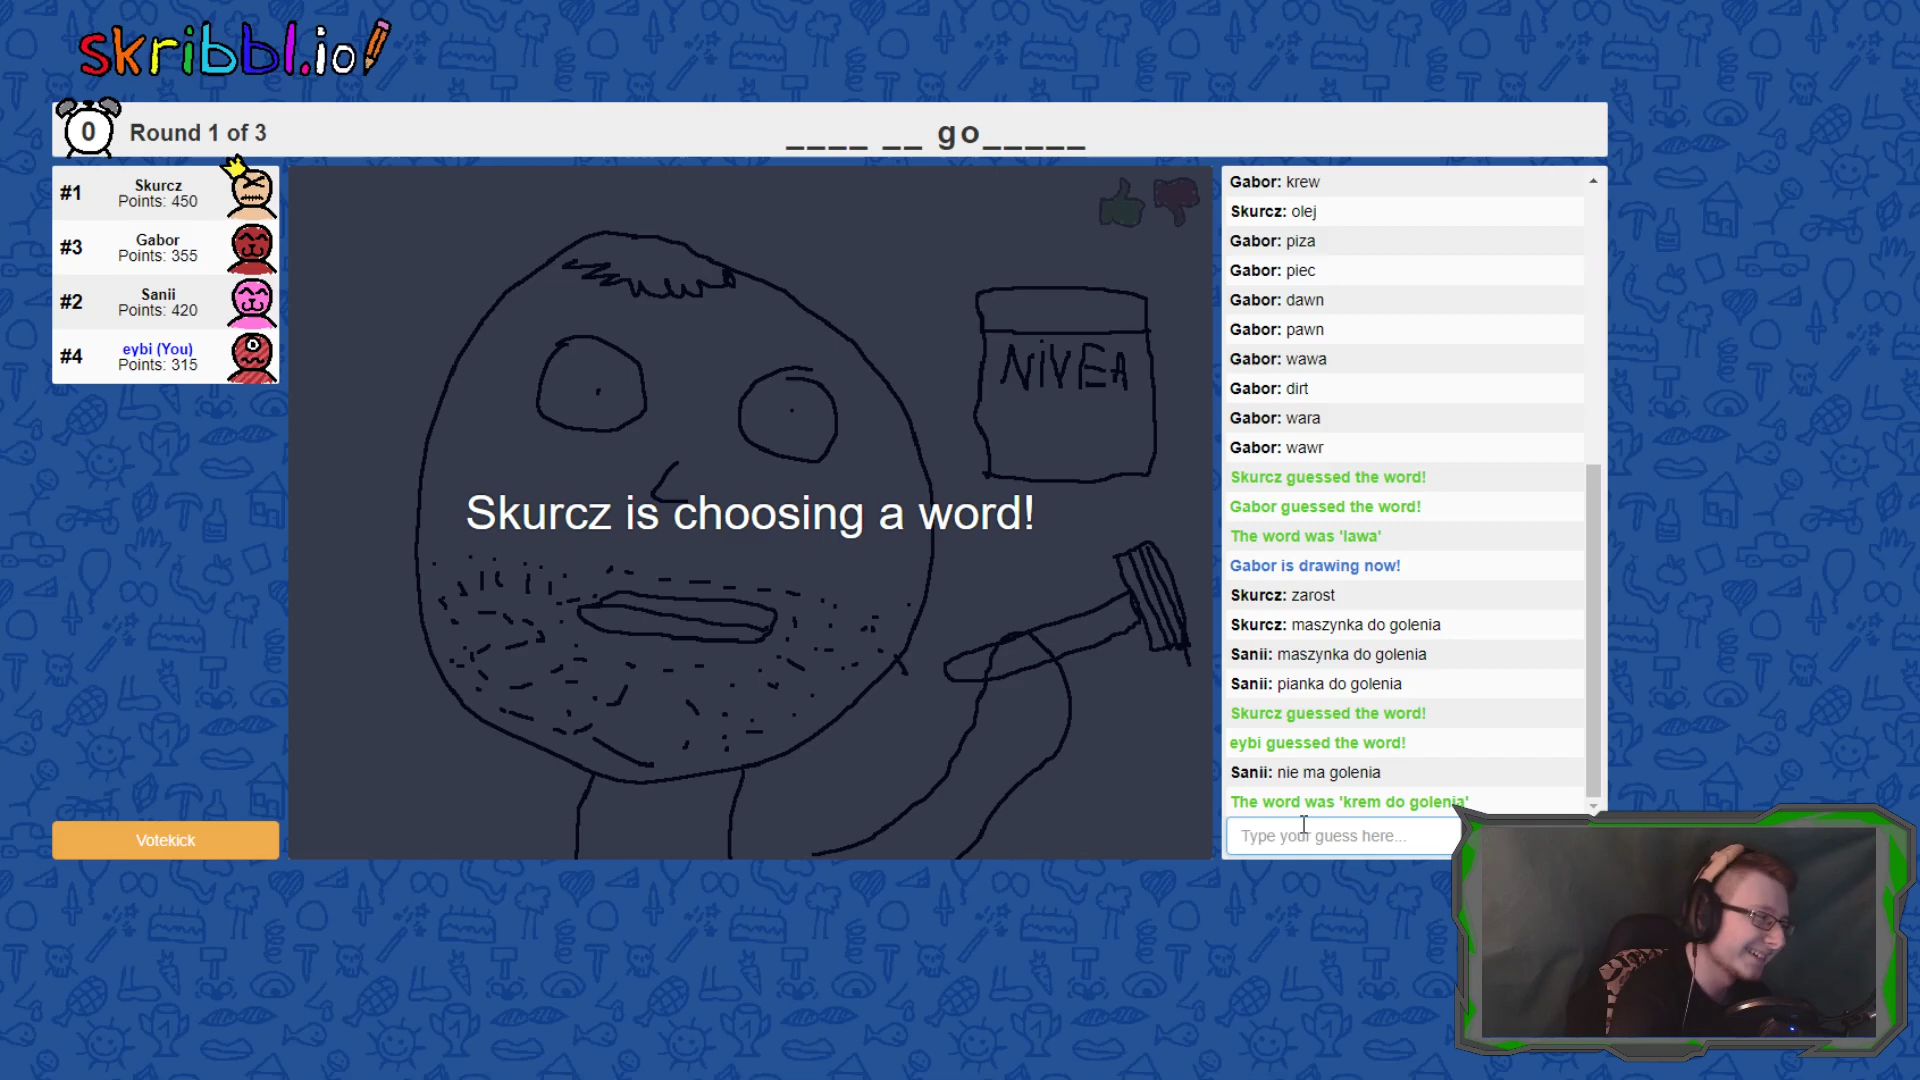 skribbl.io
0
Round 1 of 3
____ __ go_____
#1
Skurcz
Points: 450
#3
Gabor
Points: 355
#2
Sanii
Points: 420
#4
eybi (You)
Points: 315
Votekick
NIVEA
Skurcz is choosing a word!
Gabor: krew
Skurcz: olej
Gabor: piza
Gabor: piec
Gabor: dawn
Gabor: pawn
Gabor: wawa
Gabor: dirt
Gabor: wara
Gabor: wawr
Skurcz guessed the word!
Gabor guessed the word!
The word was 'lawa'
Gabor is drawing now!
Skurcz: zarost
Skurcz: maszynka do golenia
Sanii: maszynka do golenia
Sanii: pianka do golenia
Skurcz guessed the word!
eybi guessed the word!
Sanii: nie ma golenia
The word was 'krem do golenia'
Type your guess here...